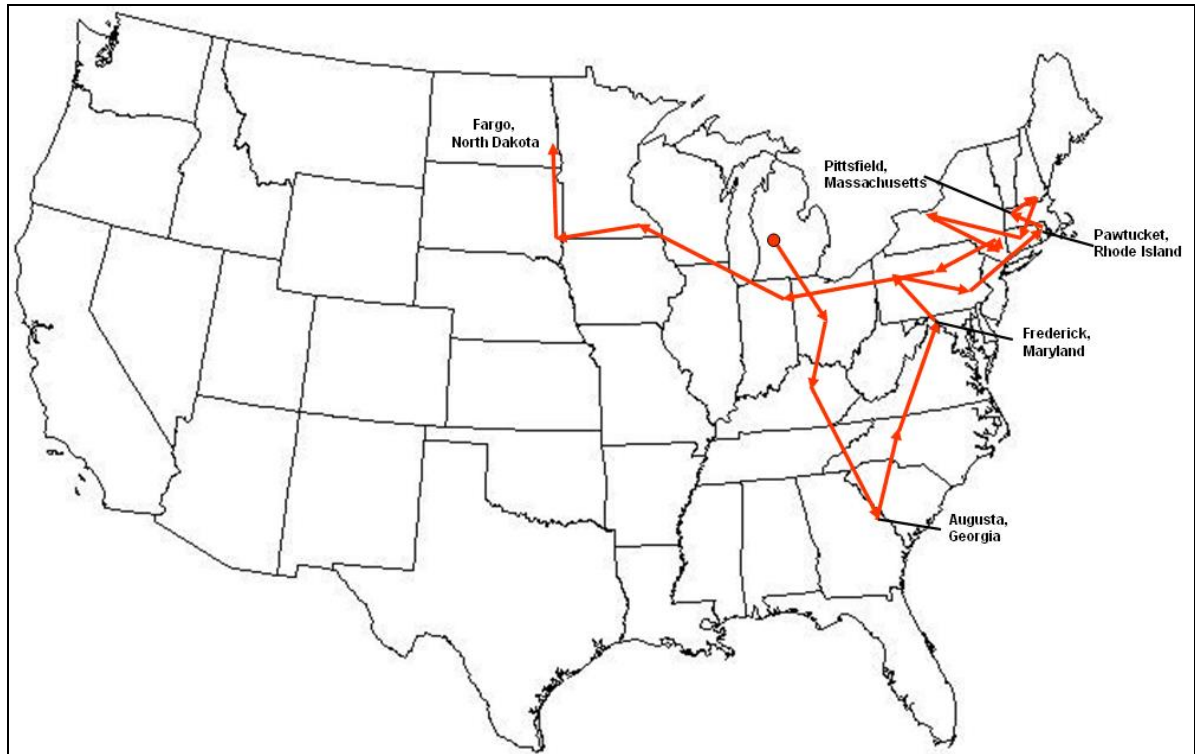 Fargo,
North Dakota
Pittsfield,
Massachusetts
Pawtucket,
Rhode Island
Frederick,
Maryland
Augusta,
Georgia